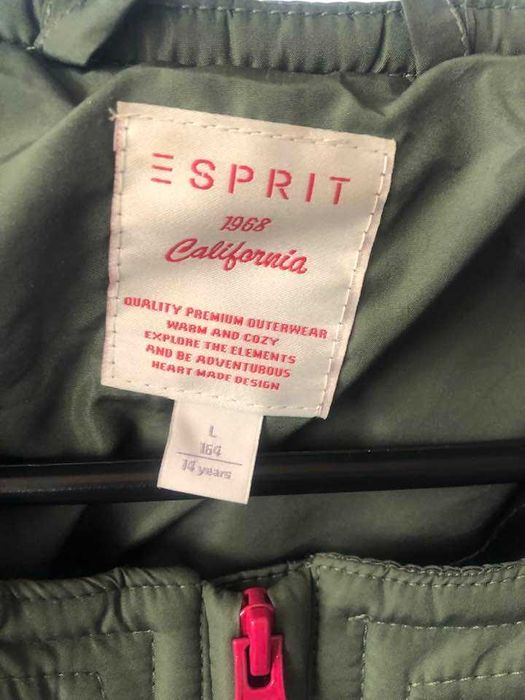 ESPRIT
1968
California
QUALITY PREMIUM OUTERWEAR
WARM AND COZY
EXPLORE THE ELEMENTS
AND BE ADVENTUROUS
HEART MADE DESIGN
L
164
14 years